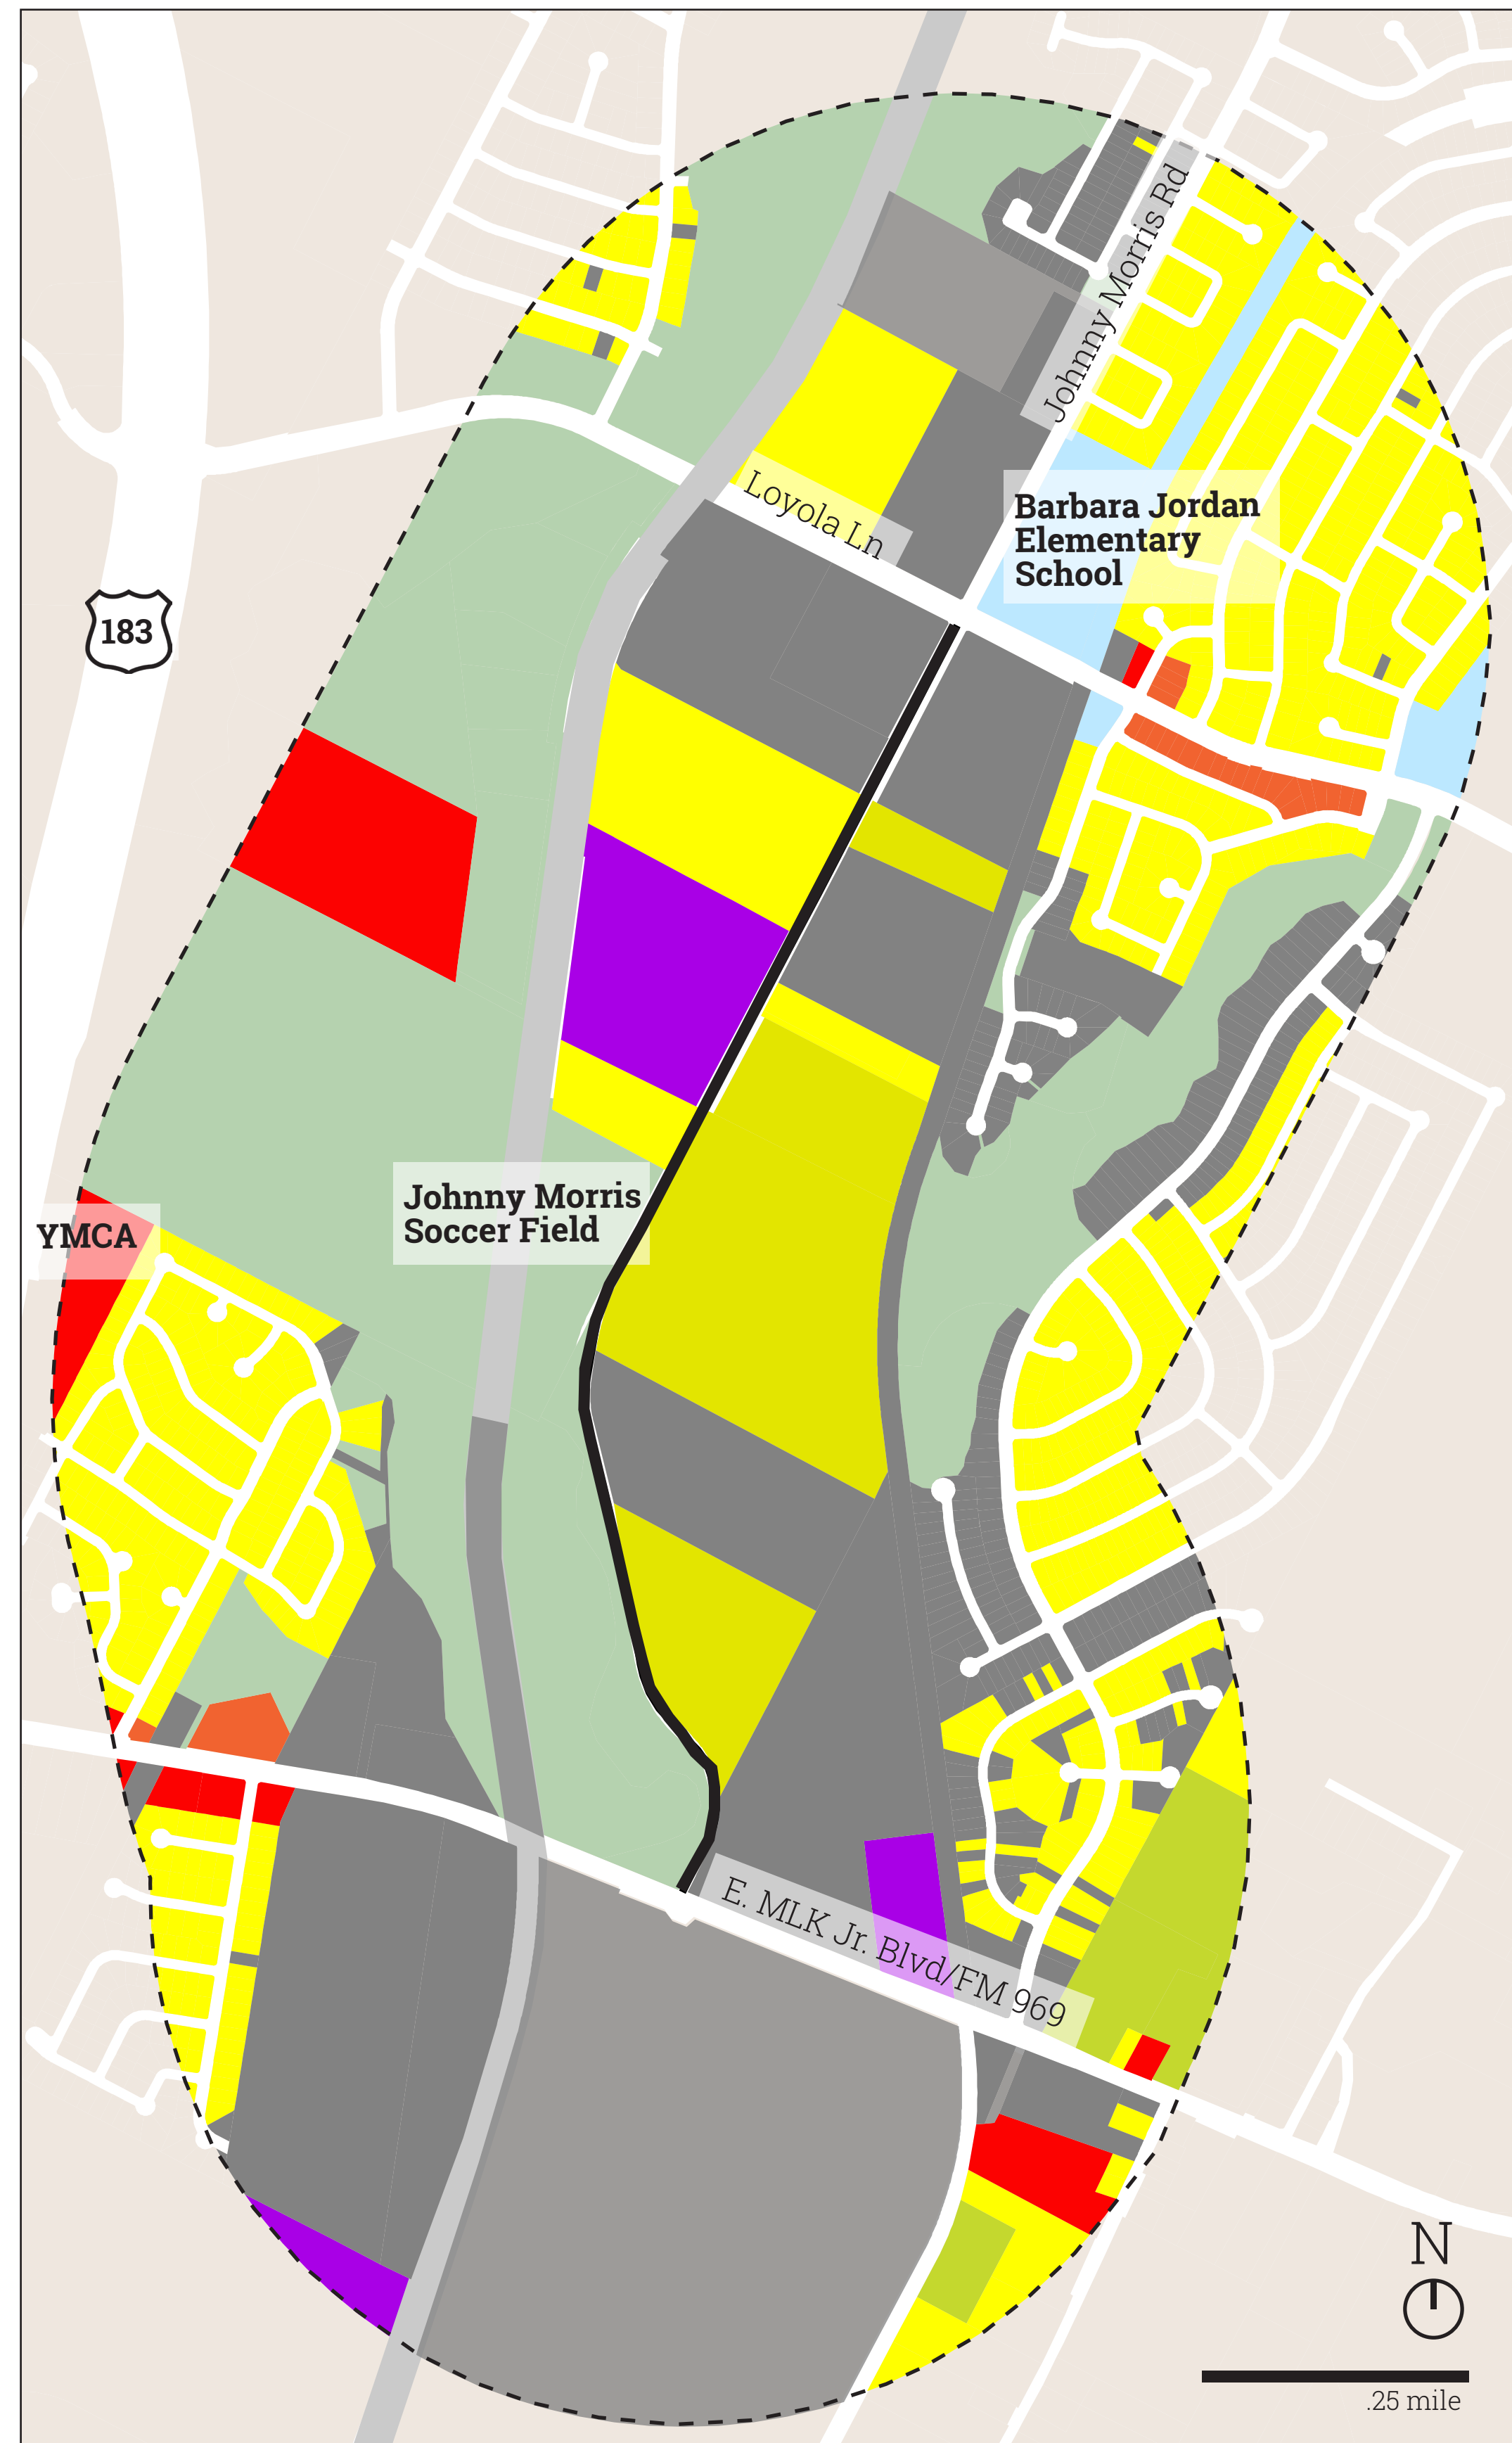 Johnny Morris Rd
Loyola Ln
Barbara Jordan
Elementary
School
183
Johnny Morris
Soccer Field
YMCA
E. MLK Jr. Blvd/FM 969
N
.25 mile